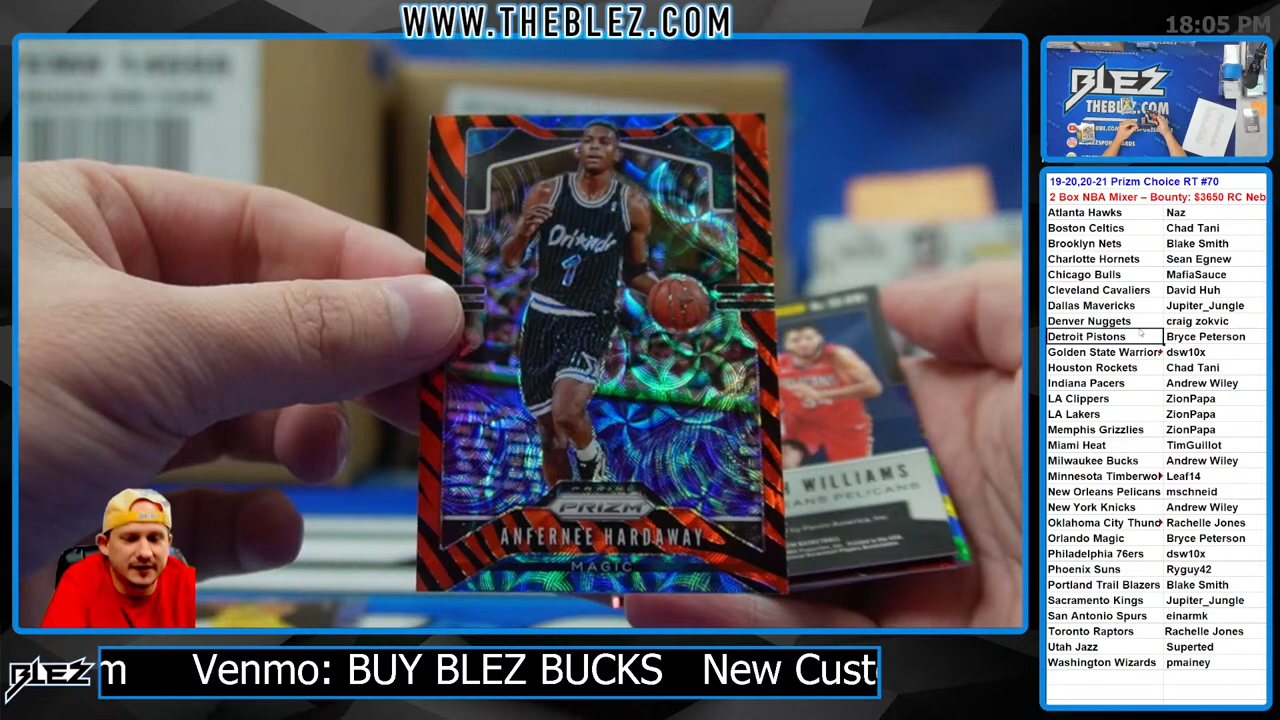 WWW.THEBLEZ.COM
18:05 PM
BLEZ
THEBLEZ.COM
19-20,20-21 Prizm Choice RT #70
2 Box NBA Mixer – Bounty: $3650 RC Neb
Atlanta Hawks Naz
Boston Celtics Chad Tani
Brooklyn Nets Blake Smith
Charlotte Hornets Sean Egnew
Chicago Bulls MafiaSauce
Cleveland Cavaliers David Huh
Dallas Mavericks Jupiter_Jungle
Denver Nuggets craig zokvic
Detroit Pistons Bryce Peterson
Golden State Warriors dsw10x
Houston Rockets Chad Tani
Indiana Pacers Andrew Wiley
LA Clippers ZionPapa
LA Lakers ZionPapa
Memphis Grizzlies ZionPapa
Miami Heat TimGuillot
Milwaukee Bucks Andrew Wiley
Minnesota Timberwo Leaf14
New Orleans Pelicans mschneid
New York Knicks Andrew Wiley
Oklahoma City Thund Rachelle Jones
Orlando Magic Bryce Peterson
Philadelphia 76ers dsw10x
Phoenix Suns Ryguy42
Portland Trail Blazers Blake Smith
Sacramento Kings Jupiter_Jungle
San Antonio Spurs einarmk
Toronto Raptors Rachelle Jones
Utah Jazz Superted
Washington Wizards pmainey
Orlando
1
PANINI
PRIZM
ANFERNEE HARDAWAY
MAGIC
WILLIAMS
PELICANS
BLEZ
m Venmo: BUY BLEZ BUCKS New Cust